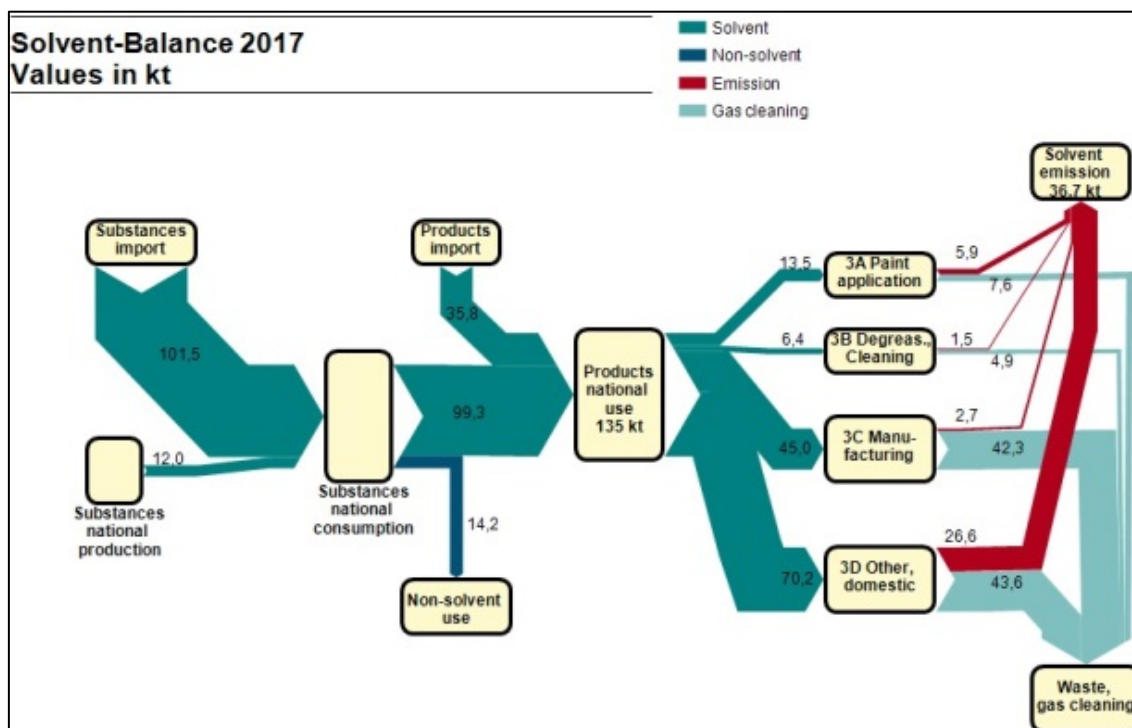 Solvent-Balance 2017
Values in kt
Solvent
Non-solvent
Emission
Gas cleaning
Solvent
emission
36,7 kt
Substances
import
Products
import
101,5
35,8
12,0
Substances
national
production
Substances
national
consumption
99,3
14,2
Non-solvent
use
Products
national
use
135 kt
13,5
3A Paint
application
5,9
7,6
6,4
3B Degreas.,
Cleaning
1,5
4,9
45,0
3C Manu-
facturing
2,7
42,3
70,2
3D Other,
domestic
26,6
43,6
Waste,
gas cleaning